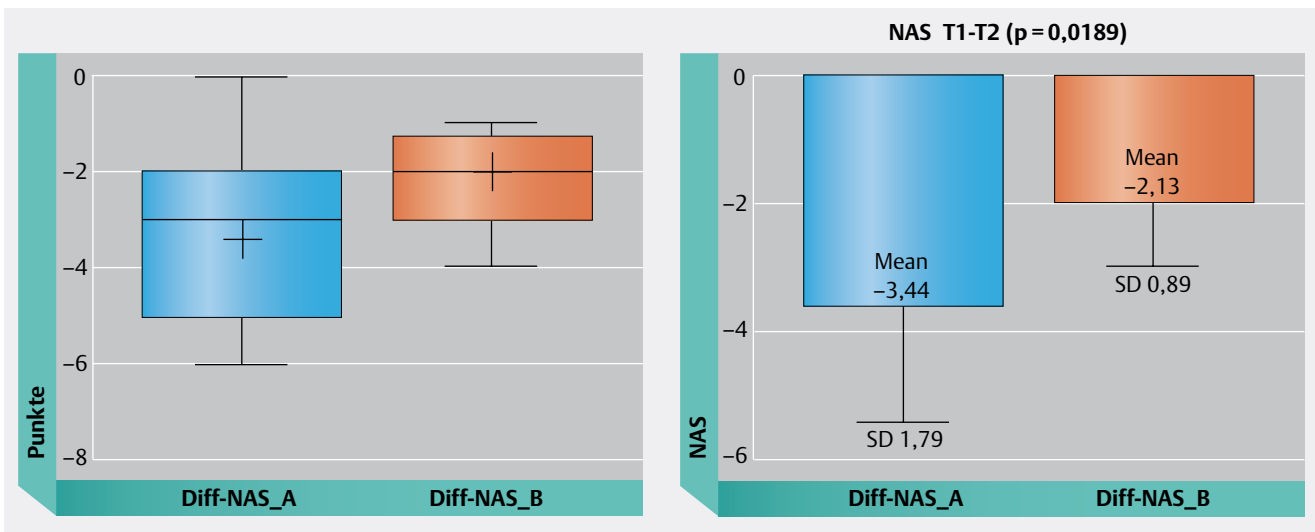 0
−2
−4
−6
−8
Punkte
Diff-NAS_A
Diff-NAS_B
NAS T1-T2 (p = 0,0189)
0
−2
−4
−6
NAS
Mean
−3,44
SD 1,79
Mean
−2,13
SD 0,89
Diff-NAS_A
Diff-NAS_B